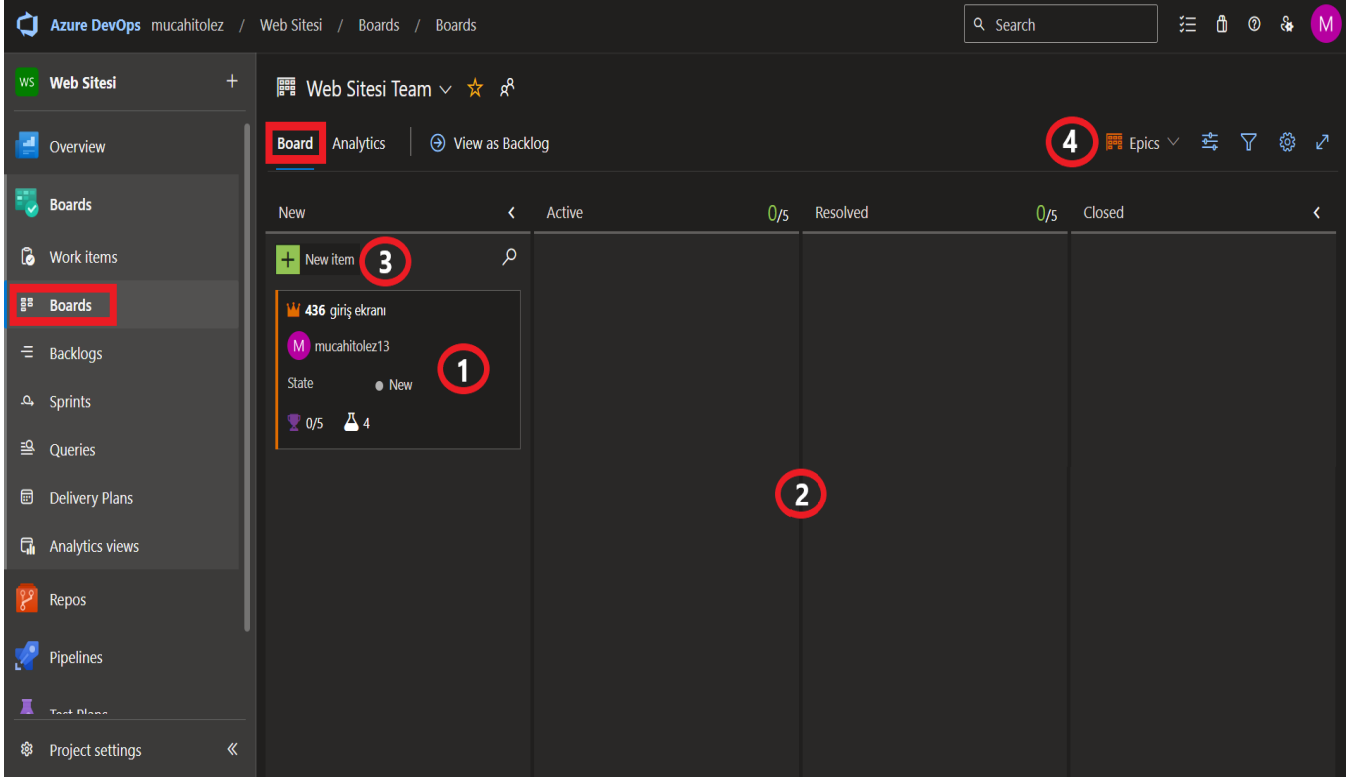 Azure DevOps mucahitolez / Web Sitesi / Boards / Boards
Search
M
WS Web Sitesi +
Web Sitesi Team
Overview
Board Analytics View as Backlog
4 Epics
Boards
New Active 0/5 Resolved 0/5 Closed
Work items
+ New item 3
Boards
436 giriş ekranı
M mucahitolez13
1
Backlogs
State New
Sprints
0/5 4
Queries
2
Delivery Plans
Analytics views
Repos
Pipelines
Test Plans
Project settings